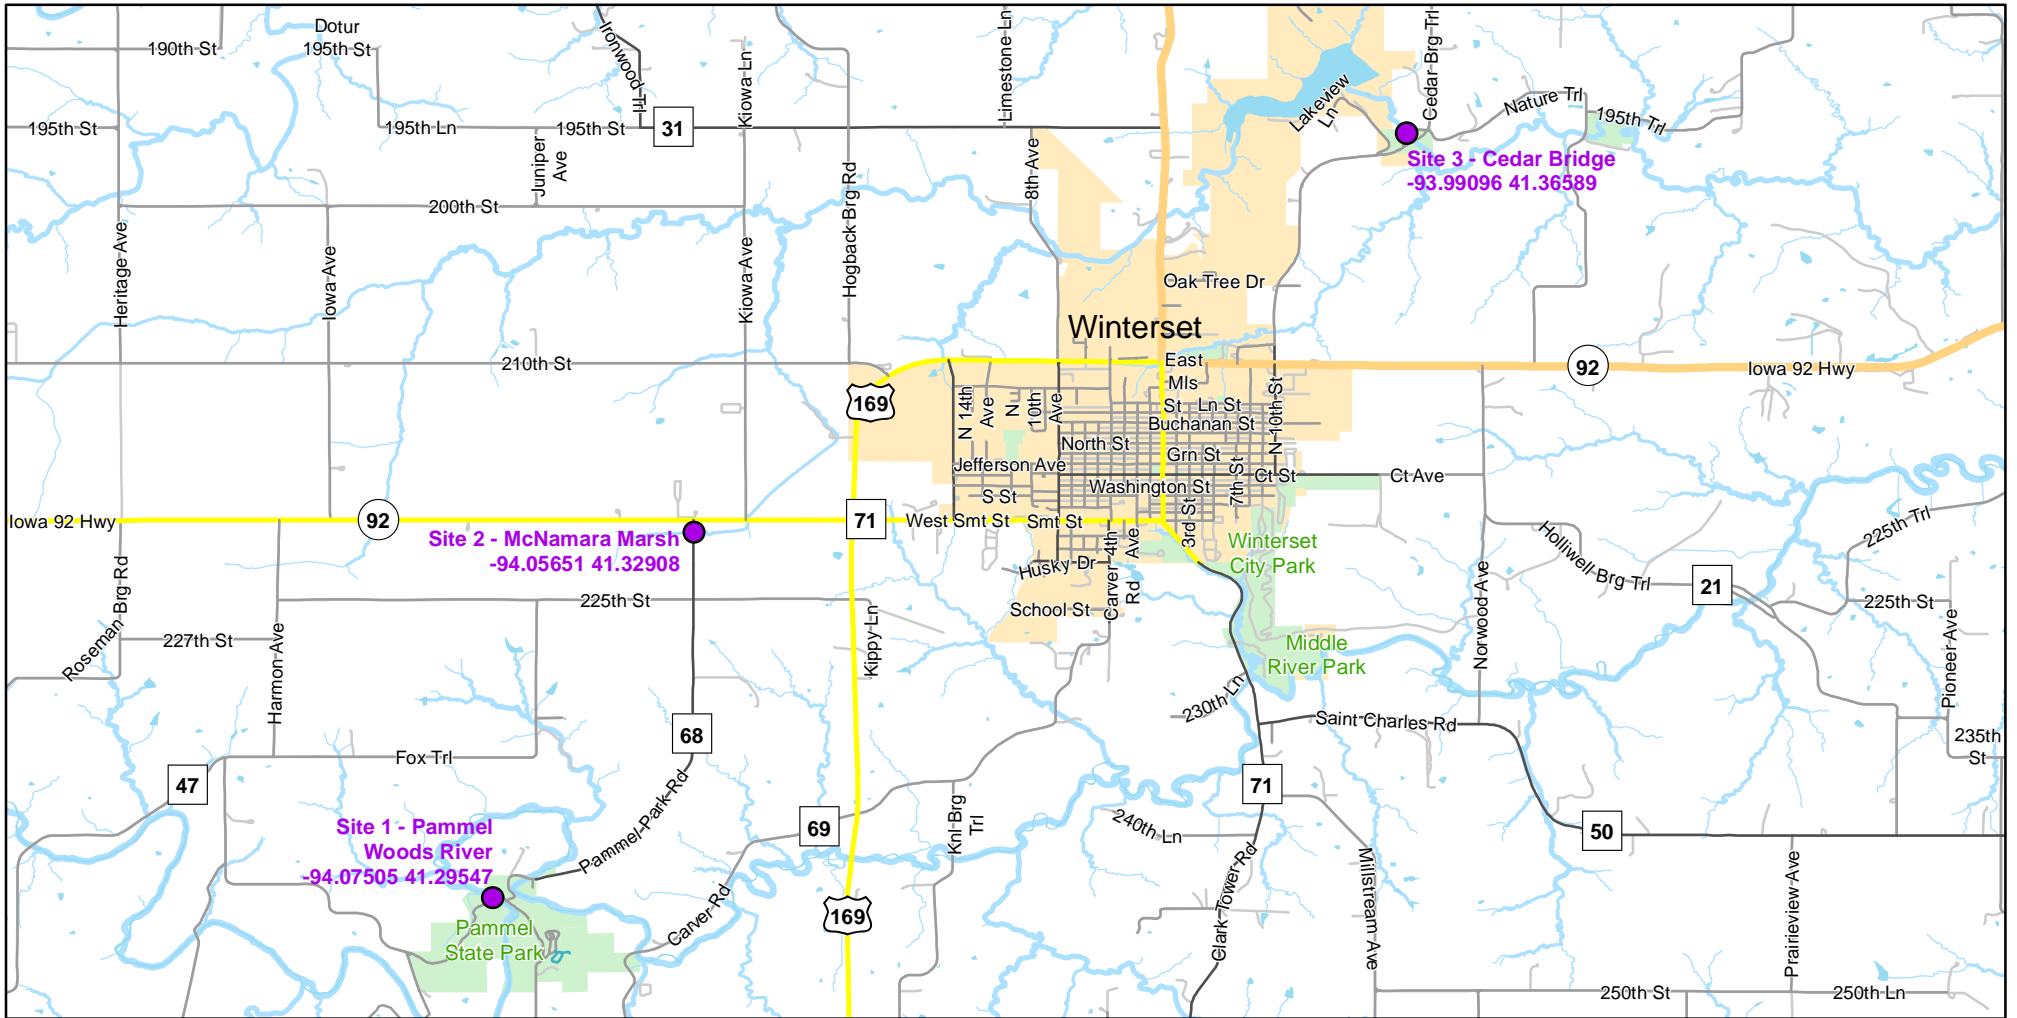 Dotur
190th St
195th St
Ironwood Trl
Kiowa Ln
Limestone Ln
Cedar Brg Trl
Lakeview
Ln
Nature Trl
195th Trl
195th St
195th Ln
195th St
31
Juniper
Ave
8th Ave
Site 3 - Cedar Bridge
-93.99096 41.36589
200th St
Heritage Ave
Iowa Ave
Kiowa Ave
Hogback Brg Rd
Oak Tree Dr
Winterset
210th St
East
Mls
St
Ln St
92
Iowa 92 Hwy
169
N 14th
Ave
N
10th
Ave
Buchanan St
N 10th St
North St
Grn St
Jefferson Ave
7th St
Ct St
Ct Ave
Washington St
S St
Iowa 92 Hwy
92
71
West Smt St
Smt St
3rd St
Site 2 - McNamara Marsh
-94.05651 41.32908
Husky Dr
Carver 4th
Rd
Ave
Winterset
City Park
Holliwell Brg Trl
225th Trl
21
225th St
225th St
School St
Roseman Brg Rd
227th St
Harmon Ave
Kippy Ln
Middle
River Park
Norwood Ave
Pioneer Ave
230th Ln
Saint Charles Rd
235th
St
68
Fox Trl
47
71
Pammel Park Rd
69
Knl Brg
Trl
240th Ln
50
Site 1 - Pammel
Woods River
-94.07505 41.29547
Pammel
State Park
Carver Rd
169
Clark Tower Rd
Millstream Ave
Prairieview Ave
250th St
250th Ln